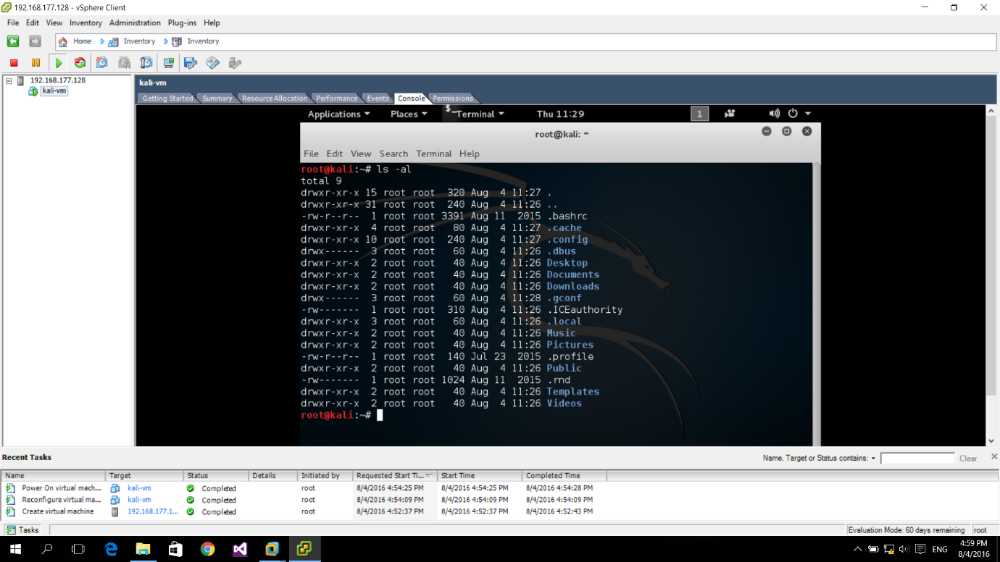 192.168.177.128 - vSphere Client
File Edit View Inventory Administration Plug-ins Help
Home Inventory Inventory
192.168.177.128
kali-vm
kali-vm
Getting Started Summary Resource Allocation Performance Events Console Permissions
Applications Places $_Terminal Thu 11:29 1
root@kali: ~
File Edit View Search Terminal Help
root@kali:~# ls -al
total 9
drwxr-xr-x 15 root root 320 Aug 4 11:27 .
drwxr-xr-x 31 root root 240 Aug 4 11:26 ..
-rw-r--r-- 1 root root 3391 Aug 11 2015 .bashrc
drwxr-xr-x 4 root root 80 Aug 4 11:27 .cache
drwxr-xr-x 10 root root 240 Aug 4 11:27 .config
drwx------ 3 root root 60 Aug 4 11:26 .dbus
drwxr-xr-x 2 root root 40 Aug 4 11:26 Desktop
drwxr-xr-x 2 root root 40 Aug 4 11:26 Documents
drwxr-xr-x 2 root root 40 Aug 4 11:26 Downloads
drwx------ 3 root root 60 Aug 4 11:28 .gconf
-rw------- 1 root root 310 Aug 4 11:26 .ICEauthority
drwxr-xr-x 3 root root 60 Aug 4 11:26 .local
drwxr-xr-x 2 root root 40 Aug 4 11:26 Music
drwxr-xr-x 2 root root 40 Aug 4 11:26 Pictures
-rw-r--r-- 1 root root 140 Jul 23 2015 .profile
drwxr-xr-x 2 root root 40 Aug 4 11:26 Public
-rw------- 1 root root 1024 Aug 11 2015 .rnd
drwxr-xr-x 2 root root 40 Aug 4 11:26 Templates
drwxr-xr-x 2 root root 40 Aug 4 11:26 Videos
root@kali:~#
Recent Tasks Name, Target or Status contains: Clear
Name Target Status Details Initiated by Requested Start Ti... Start Time Completed Time
Power On virtual mach... kali-vm Completed root 8/4/2016 4:54:25 PM 8/4/2016 4:54:25 PM 8/4/2016 4:54:28 PM
Reconfigure virtual ma... kali-vm Completed root 8/4/2016 4:54:09 PM 8/4/2016 4:54:09 PM 8/4/2016 4:54:09 PM
Create virtual machine 192.168.177.1... Completed root 8/4/2016 4:52:37 PM 8/4/2016 4:52:37 PM 8/4/2016 4:52:43 PM
Tasks Evaluation Mode: 60 days remaining root
ENG 4:59 PM
8/4/2016